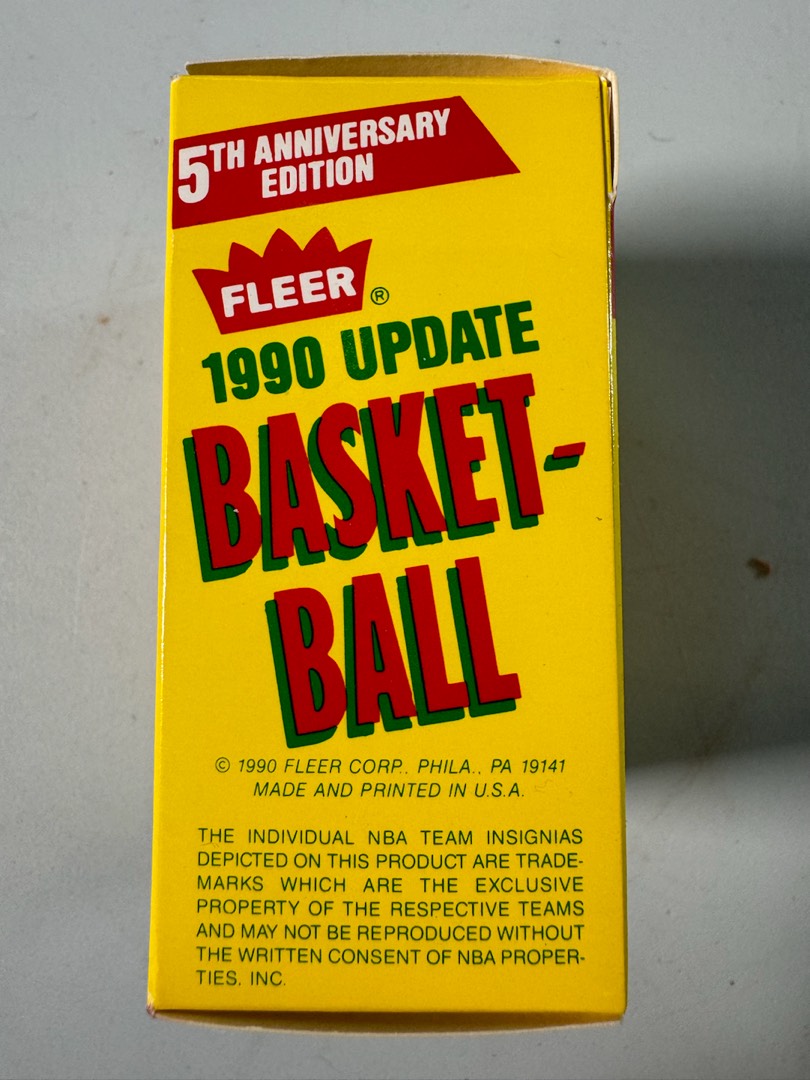 5TH ANNIVERSARY
EDITION
FLEER®
1990 UPDATE
BASKET-
BALL
© 1990 FLEER CORP., PHILA., PA 19141
MADE AND PRINTED IN U.S.A.
THE INDIVIDUAL NBA TEAM INSIGNIAS
DEPICTED ON THIS PRODUCT ARE TRADE-
MARKS WHICH ARE THE EXCLUSIVE
PROPERTY OF THE RESPECTIVE TEAMS
AND MAY NOT BE REPRODUCED WITHOUT
THE WRITTEN CONSENT OF NBA PROPER-
TIES, INC.